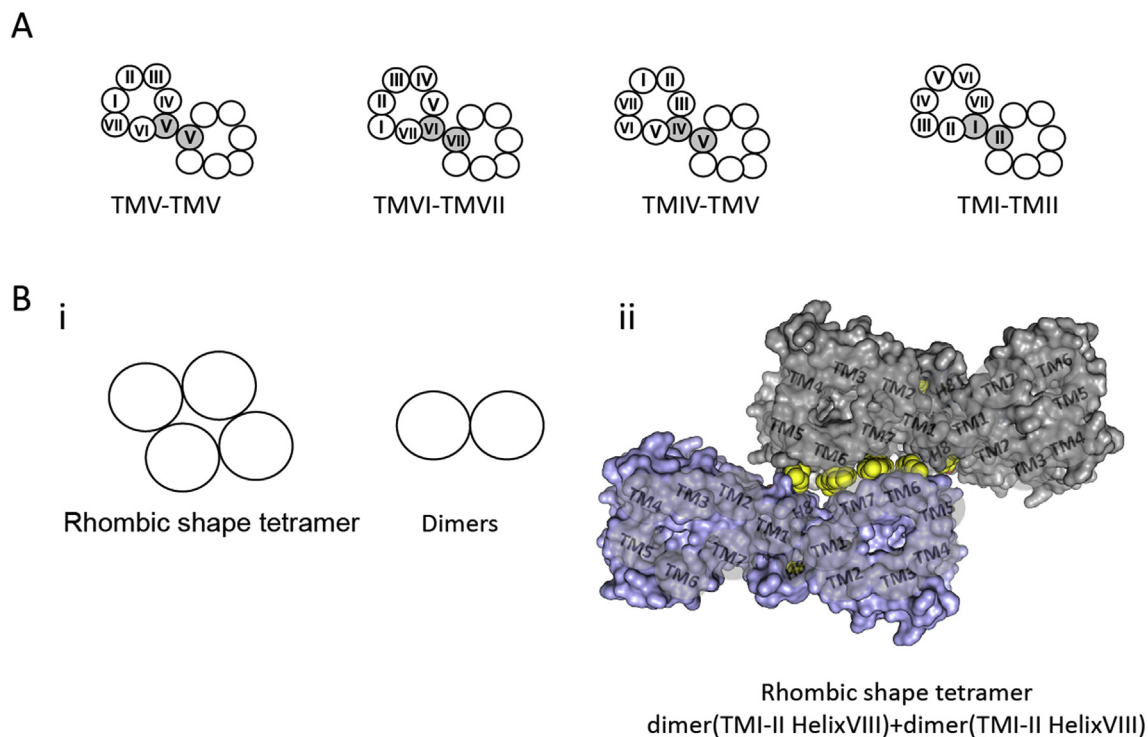 A
II III
I IV
VII VI V V
TMV-TMV
III IV
II V
I VII VI VII
TMVI-TMVII
I II
VII III
VI V IV V
TMIV-TMV
V VI
IV VII
III II I II
TMI-TMII
B
i
Rhombic shape tetramer
Dimers
ii
TM4 TM3 TM2 H8 TM7 TM6
TM5 TM6 TM7 TM1 TM1 TM5
H8 TM2 TM3 TM4
TM4 TM3 TM2 H8 TM7 TM6 TM5
TM5 TM6 TM7 TM1 TM1 TM4
TM2 TM3
Rhombic shape tetramer
dimer(TMI-II HelixVIII)+dimer(TMI-II HelixVIII)